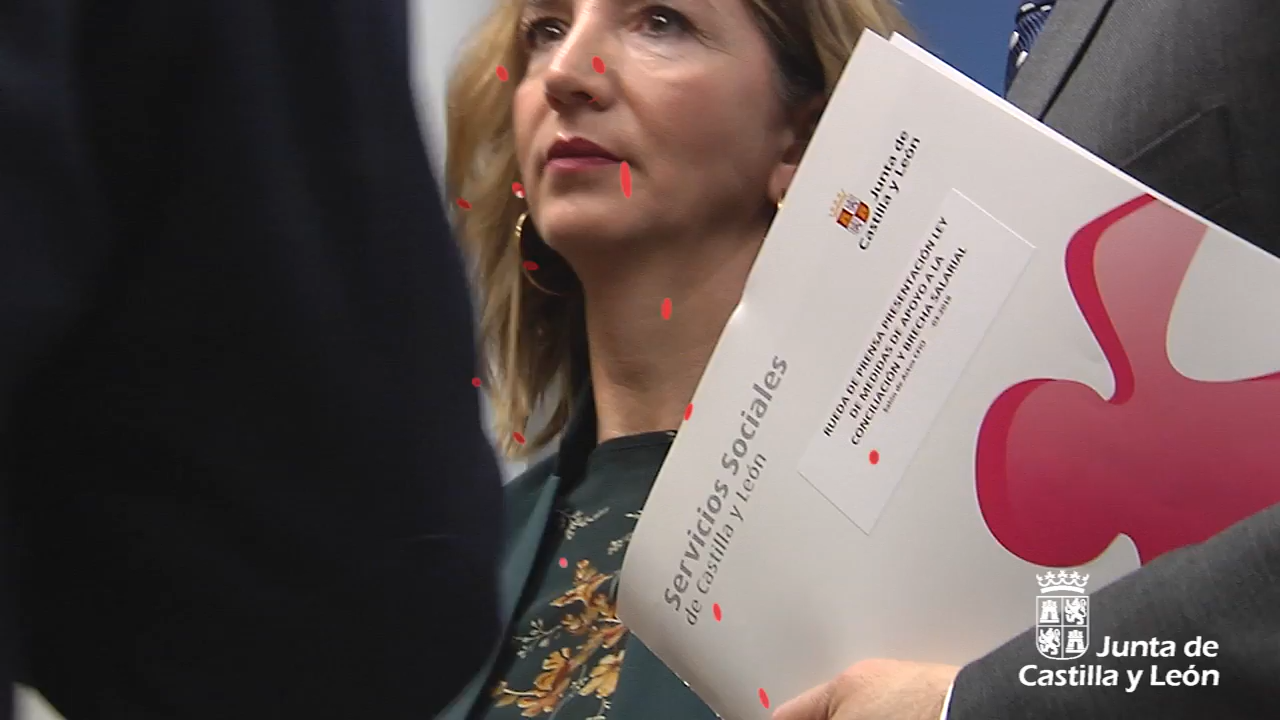 Junta de
Castilla y León
RUEDA DE PRENSA PRESENTACIÓN LEY
DE MEDIDAS DE APOYO A LA
CONCILIACIÓN Y BRECHA SALARIAL
Servicios Sociales
de Castilla y León
Junta de
Castilla y León